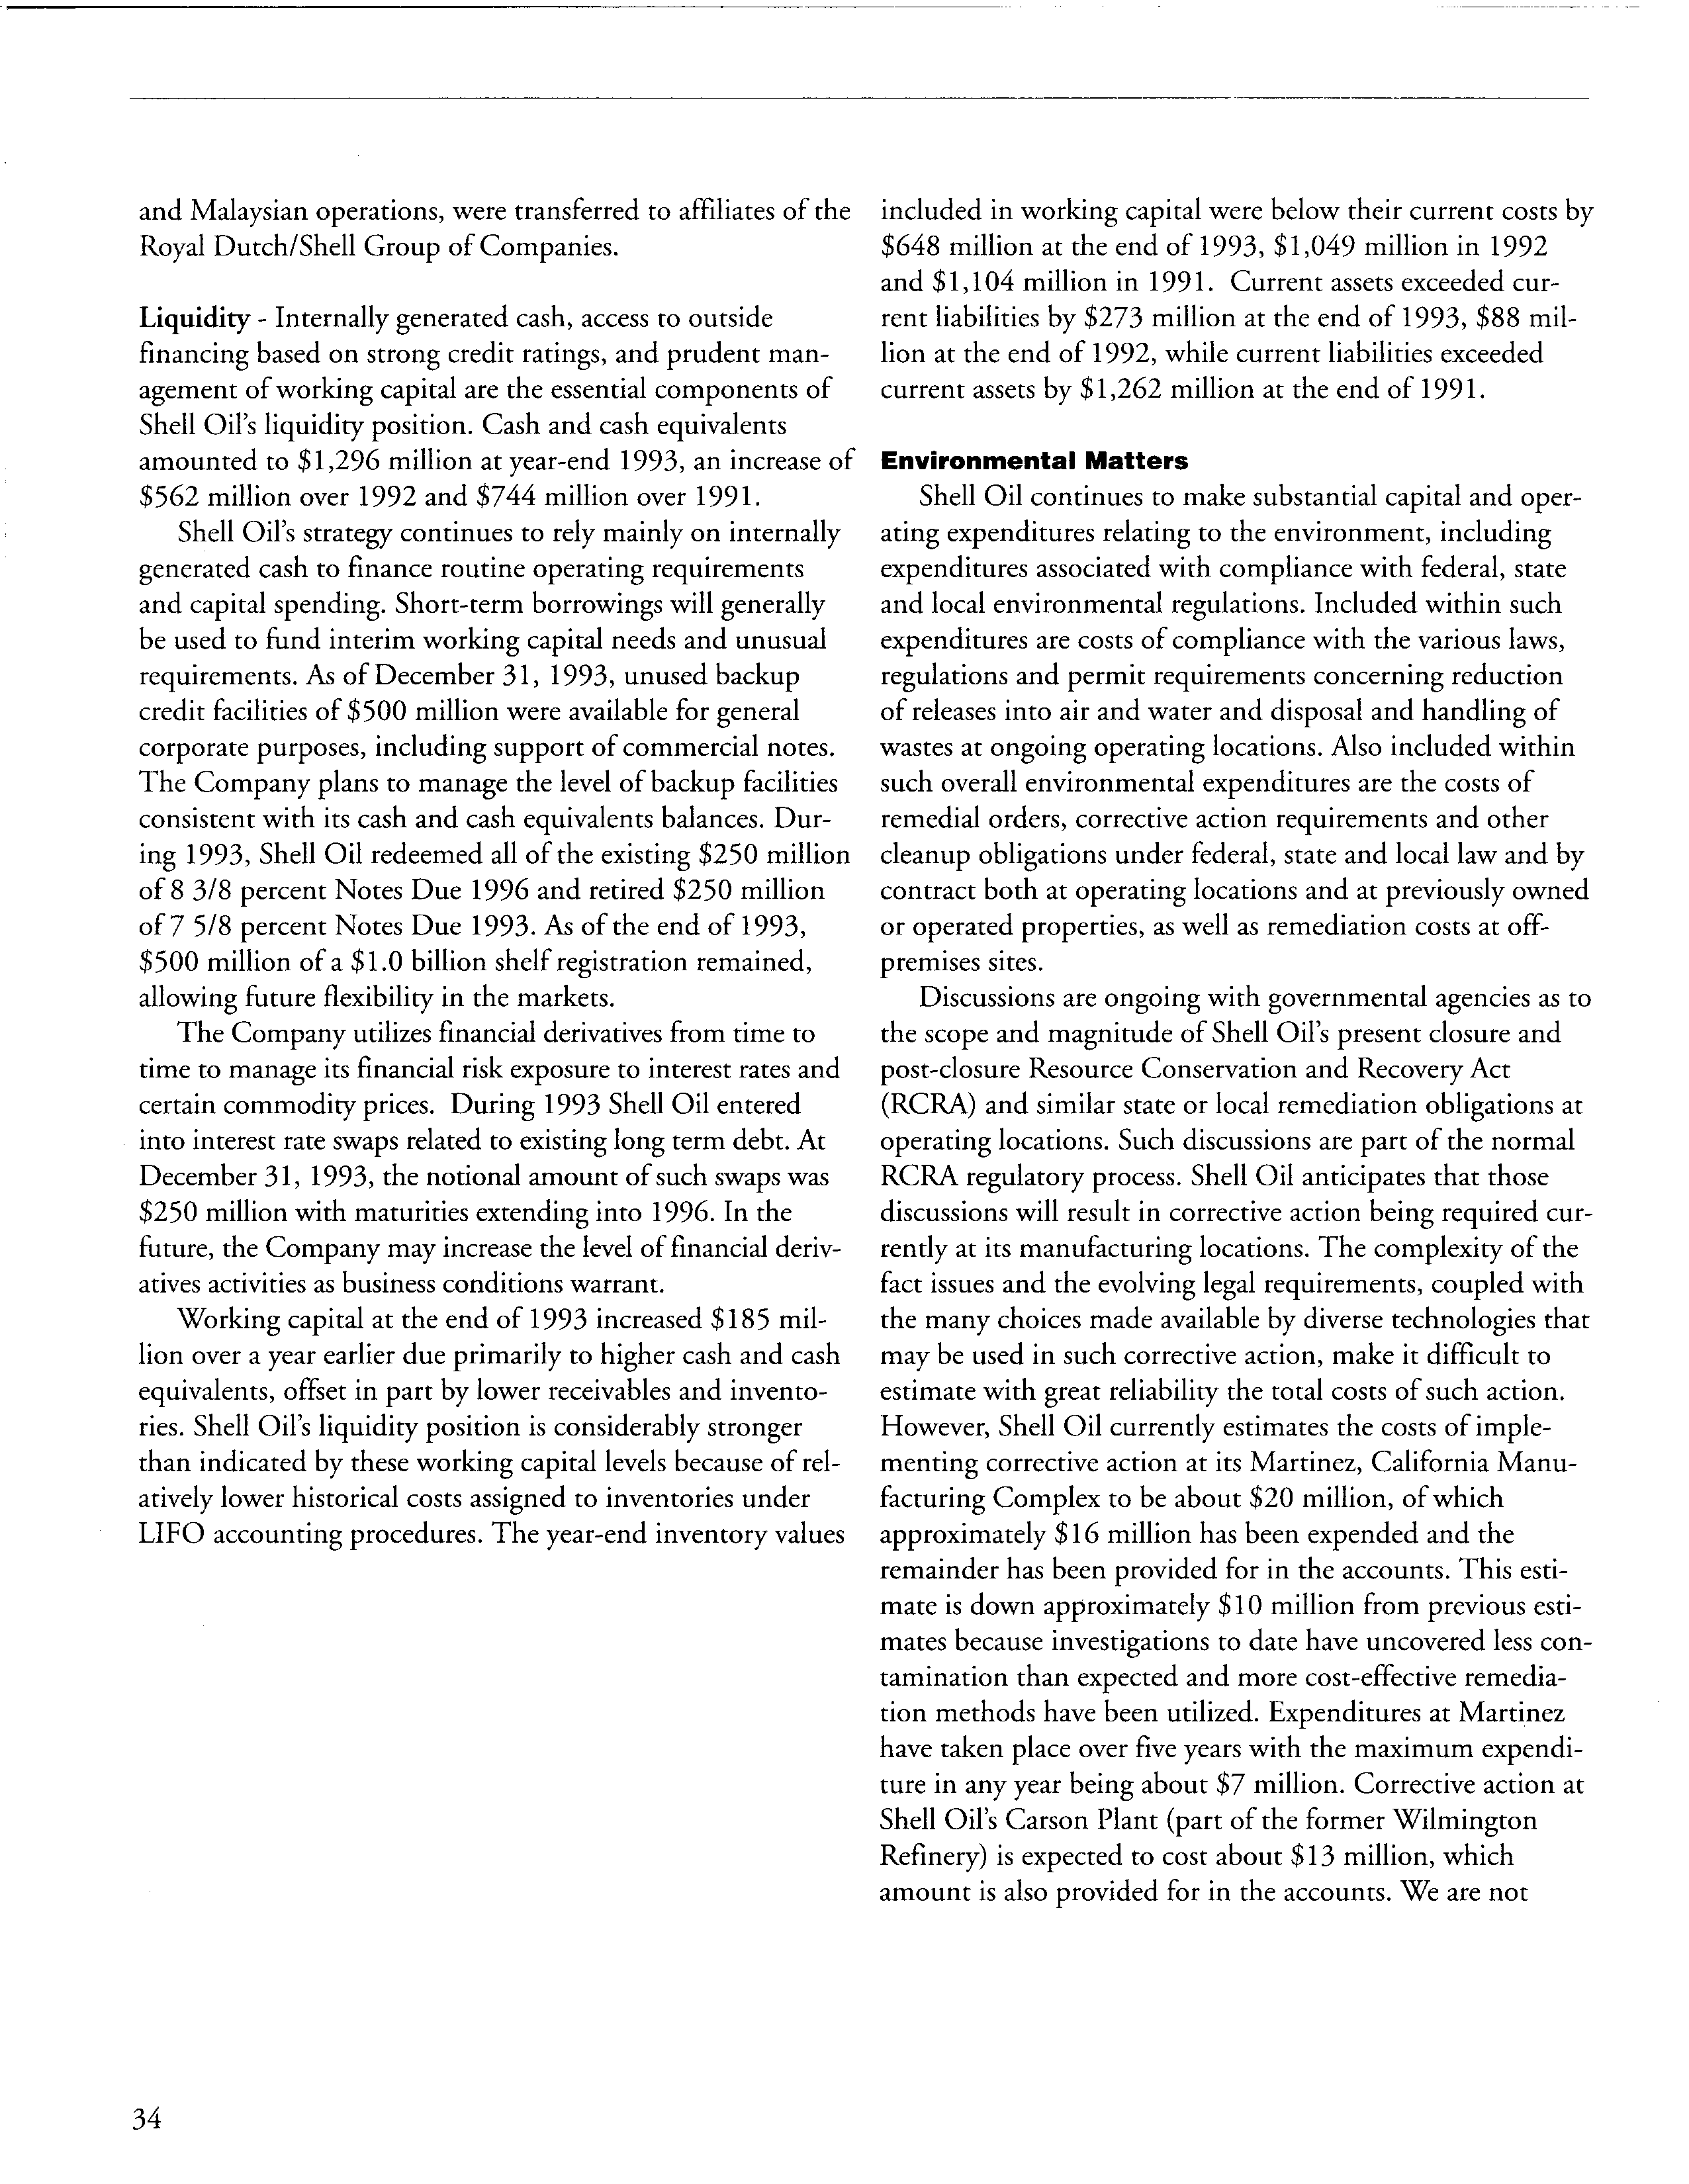 and Malaysian operations, were transferred to affiliates of the
Royal Dutch/Shell Group of Companies.
Liquidity - Internally generated cash, access to outside
financing based on strong credit ratings, and prudent man-
agement of working capital are the essential components of
Shell Oil's liquidity position. Cash and cash equivalents
amounted to $1,296 million at year-end 1993, an increase of
$562 million over 1992 and $744 million over 1991.
Shell Oil's strategy continues to rely mainly on internally
generated cash to finance routine operating requirements
and capital spending. Short-term borrowings will generally
be used to fund interim working capital needs and unusual
requirements. As of December 31, 1993, unused backup
credit facilities of $500 million were available for general
corporate purposes, including support of commercial notes.
The Company plans to manage the level of backup facilities
consistent with its cash and cash equivalents balances. Dur-
ing 1993, Shell Oil redeemed all of the existing $250 million
of 8 3/8 percent Notes Due 1996 and retired $250 million
of 7 5/8 percent Notes Due 1993. As of the end of 1993,
$500 million of a $1.0 billion shelf registration remained,
allowing future flexibility in the markets.
The Company utilizes financial derivatives from time to
time to manage its financial risk exposure to interest rates and
certain commodity prices. During 1993 Shell Oil entered
into interest rate swaps related to existing long term debt. At
December 31, 1993, the notional amount of such swaps was
$250 million with maturities extending into 1996. In the
future, the Company may increase the level of financial deriv-
atives activities as business conditions warrant.
Working capital at the end of 1993 increased $185 mil-
lion over a year earlier due primarily to higher cash and cash
equivalents, offset in part by lower receivables and invento-
ries. Shell Oil's liquidity position is considerably stronger
than indicated by these working capital levels because of rel-
atively lower historical costs assigned to inventories under
LIFO accounting procedures. The year-end inventory values
included in working capital were below their current costs by
$648 million at the end of 1993, $1,049 million in 1992
and $1,104 million in 1991. Current assets exceeded cur-
rent liabilities by $273 million at the end of 1993, $88 mil-
lion at the end of 1992, while current liabilities exceeded
current assets by $1,262 million at the end of 1991.
Environmental Matters
Shell Oil continues to make substantial capital and oper-
ating expenditures relating to the environment, including
expenditures associated with compliance with federal, state
and local environmental regulations. Included within such
expenditures are costs of compliance with the various laws,
regulations and permit requirements concerning reduction
of releases into air and water and disposal and handling of
wastes at ongoing operating locations. Also included within
such overall environmental expenditures are the costs of
remedial orders, corrective action requirements and other
cleanup obligations under federal, state and local law and by
contract both at operating locations and at previously owned
or operated properties, as well as remediation costs at off-
premises sites.
Discussions are ongoing with governmental agencies as to
the scope and magnitude of Shell Oil's present closure and
post-closure Resource Conservation and Recovery Act
(RCRA) and similar state or local remediation obligations at
operating locations. Such discussions are part of the normal
RCRA regulatory process. Shell Oil anticipates that those
discussions will result in corrective action being required cur-
rently at its manufacturing locations. The complexity of the
fact issues and the evolving legal requirements, coupled with
the many choices made available by diverse technologies that
may be used in such corrective action, make it difficult to
estimate with great reliability the total costs of such action.
However, Shell Oil currently estimates the costs of imple-
menting corrective action at its Martinez, California Manu-
facturing Complex to be about $20 million, of which
approximately $16 million has been expended and the
remainder has been provided for in the accounts. This esti-
mate is down approximately $10 million from previous esti-
mates because investigations to date have uncovered less con-
tamination than expected and more cost-effective remedia-
tion methods have been utilized. Expenditures at Martinez
have taken place over five years with the maximum expendi-
ture in any year being about $7 million. Corrective action at
Shell Oil's Carson Plant (part of the former Wilmington
Refinery) is expected to cost about $13 million, which
amount is also provided for in the accounts. We are not
34